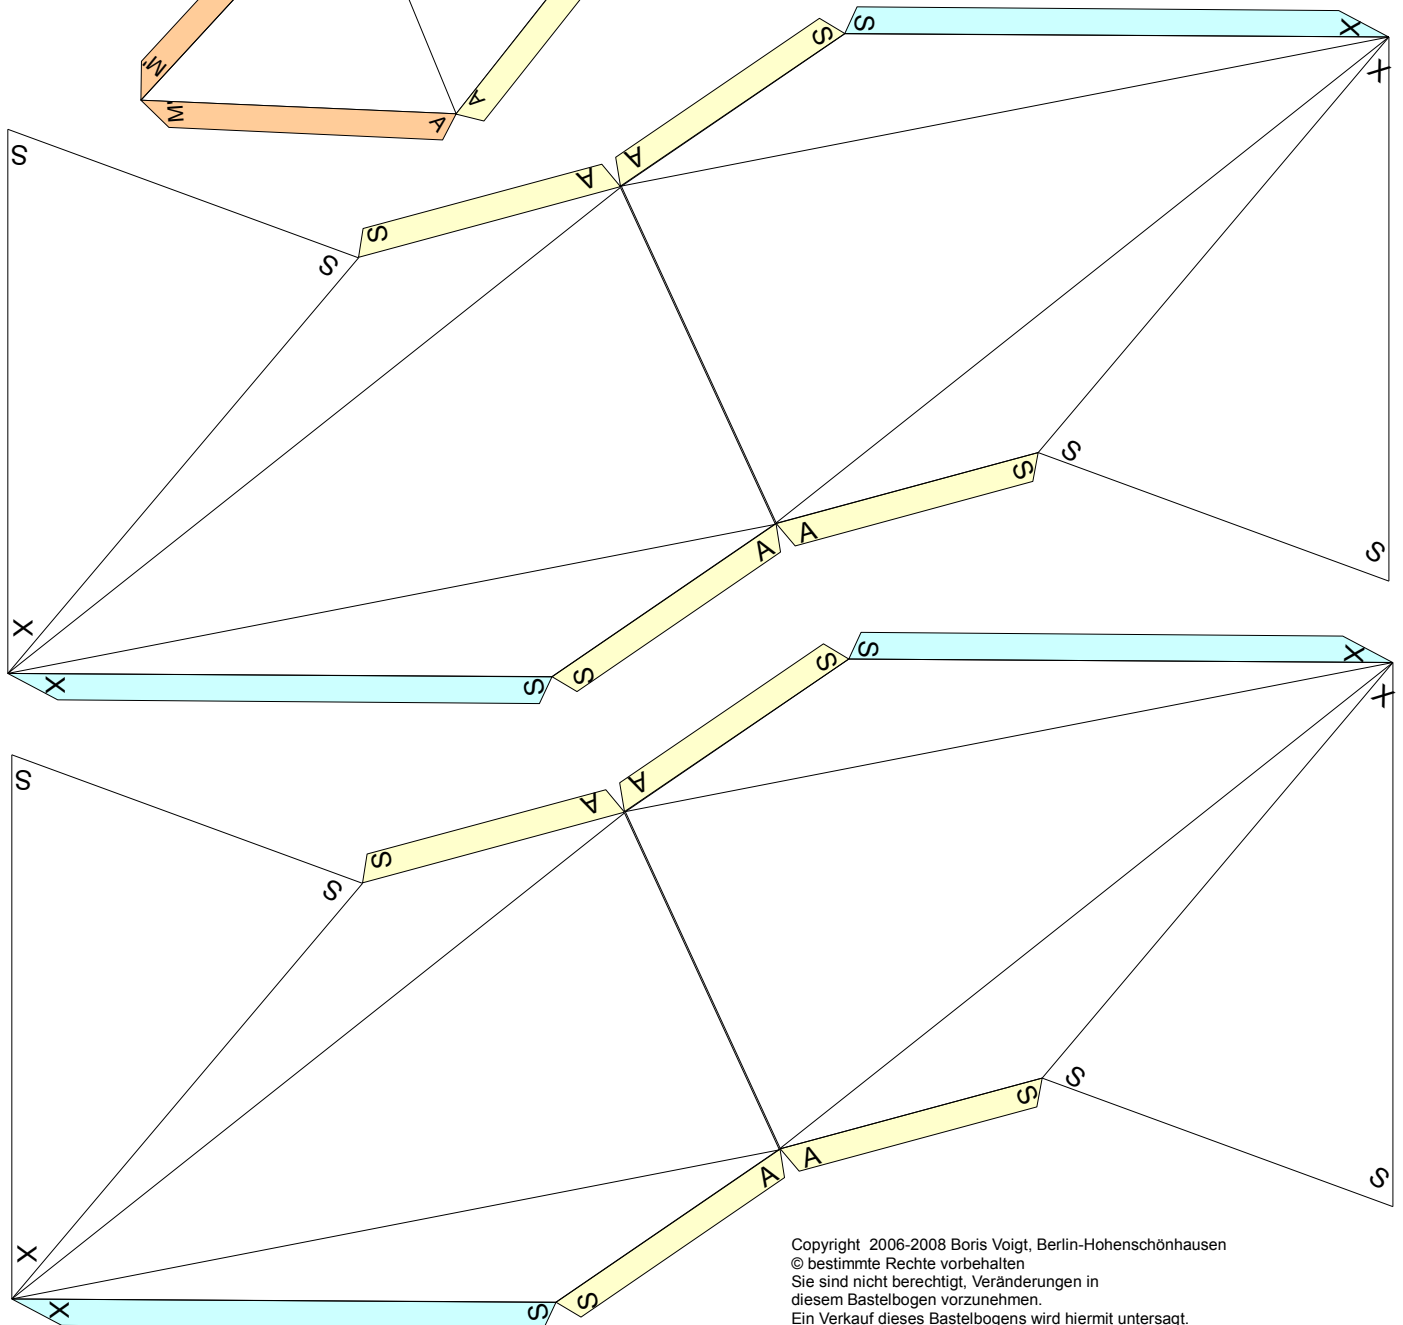 M'
M'
A
A
S
S
X
X
A
S
A
S
S
S
S
S
A
A
S
S
X
X
S
S
S
S
X
X
A
S
A
S
S
S
S
A
A
S
S
X
X
S
S
Copyright 2006-2008 Boris Voigt, Berlin-Hohenschönhausen
© bestimmte Rechte vorbehalten
Sie sind nicht berechtigt, Veränderungen in
diesem Bastelbogen vorzunehmen.
Ein Verkauf dieses Bastelbogens wird hiermit untersagt.